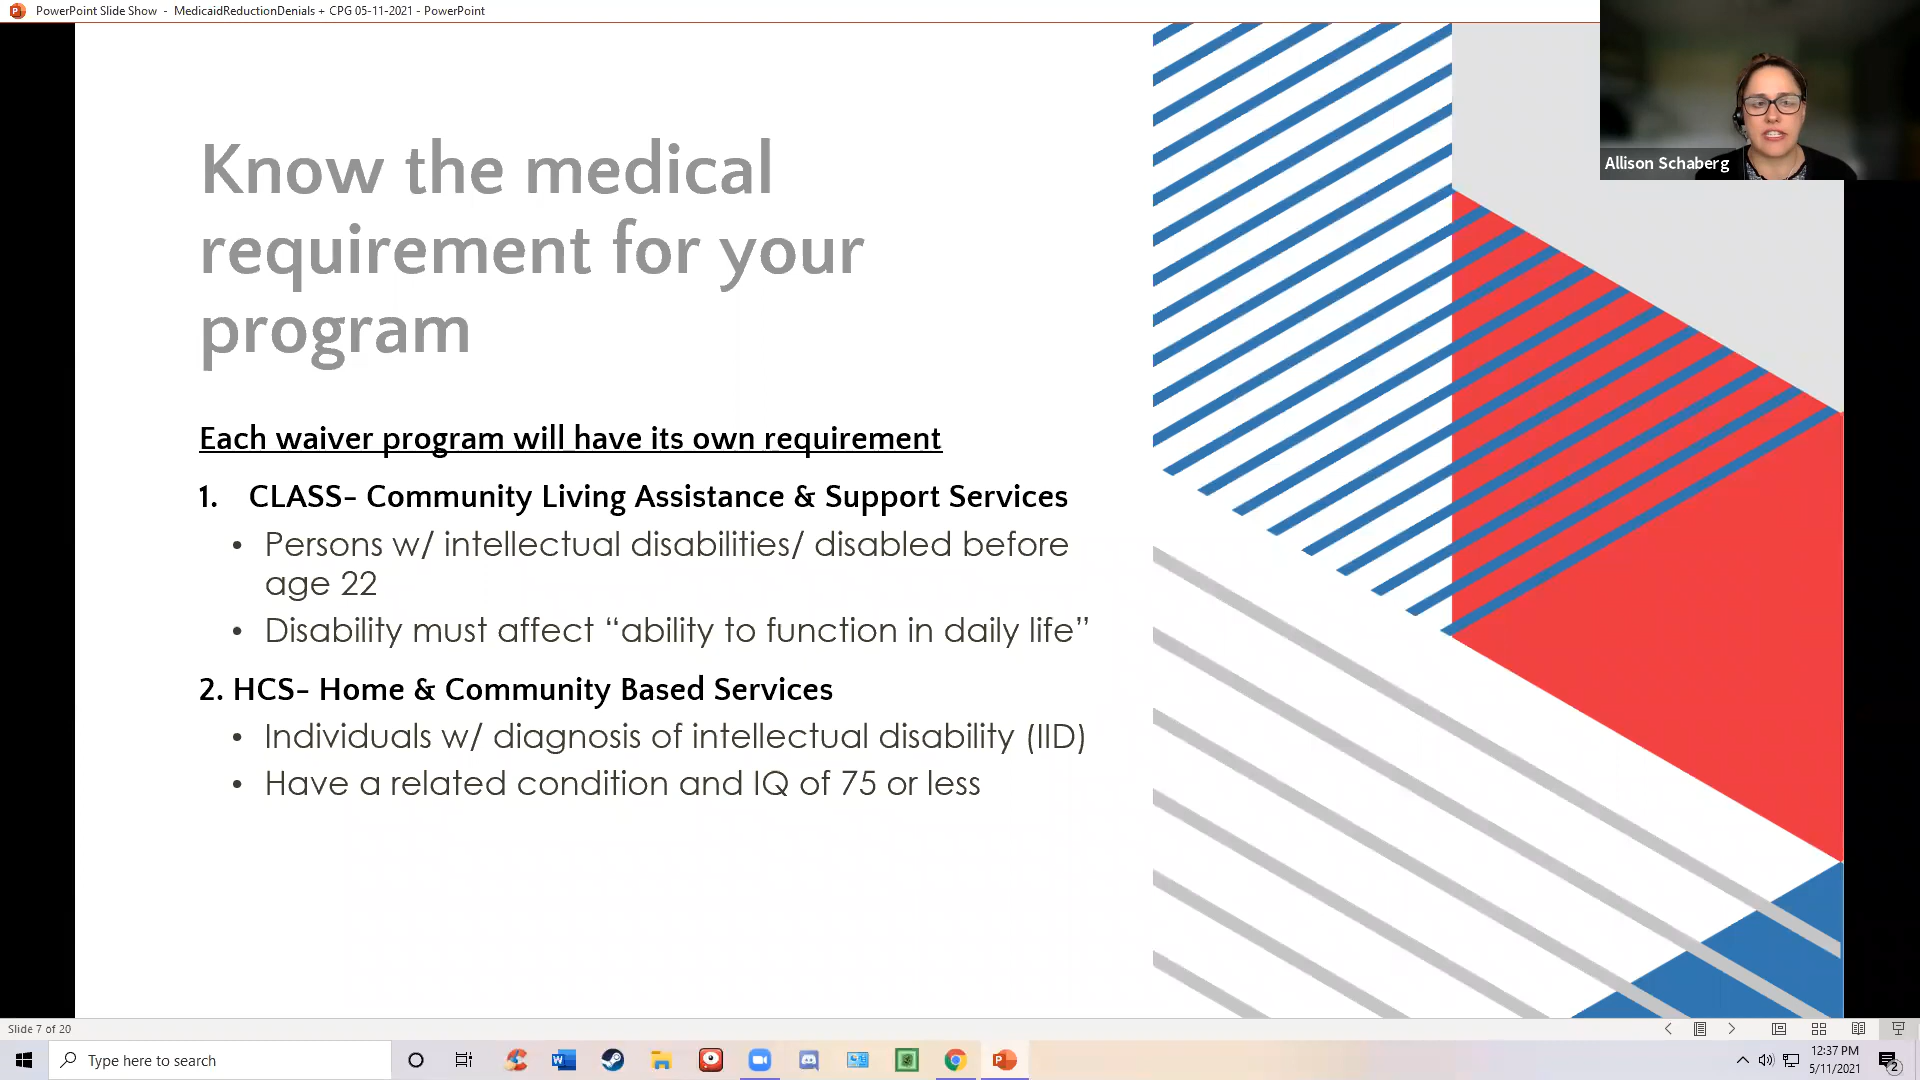 PowerPoint Slide Show - MedicaidReductionDenials + CPG 05-11-2021 - PowerPoint
Allison Schaberg
Know the medical
requirement for your
program
Each waiver program will have its own requirement
1. CLASS- Community Living Assistance & Support Services
• Persons w/ intellectual disabilities/ disabled before
age 22
• Disability must affect “ability to function in daily life”
2. HCS- Home & Community Based Services
• Individuals w/ diagnosis of intellectual disability (IID)
• Have a related condition and IQ of 75 or less
Slide 7 of 20
Type here to search
12:37 PM
5/11/2021
2